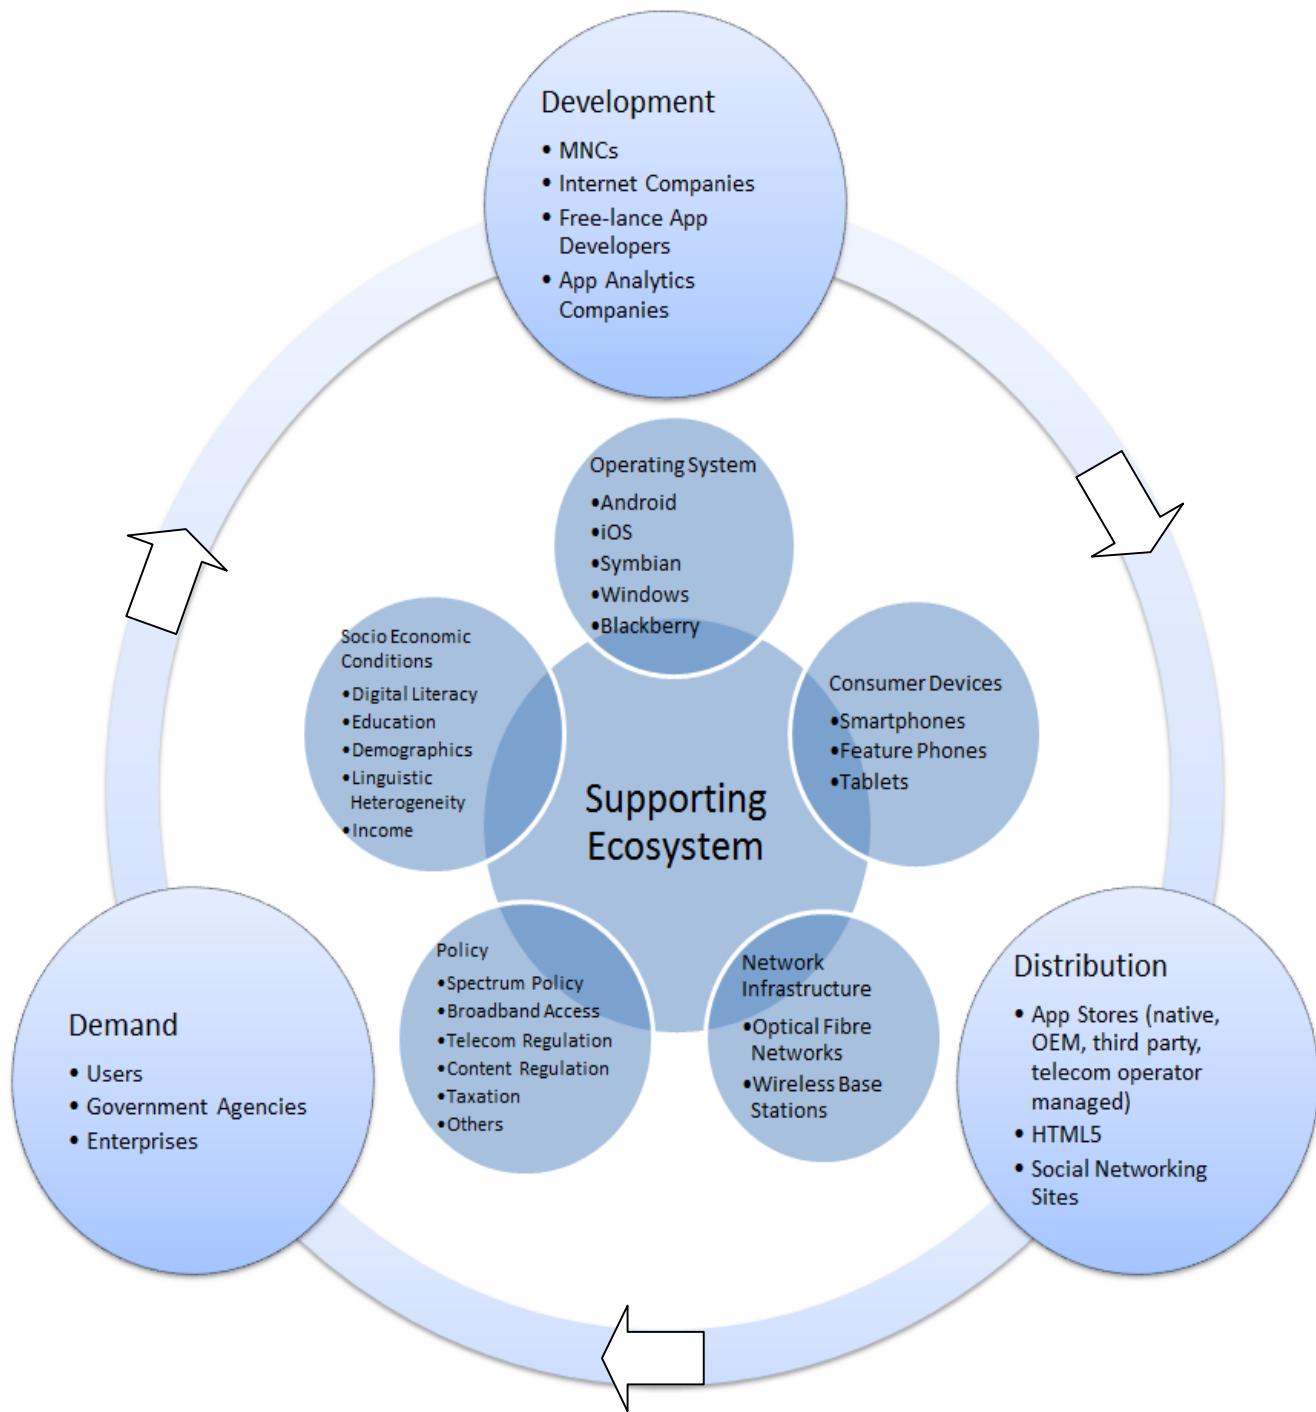 Development
• MNCs
• Internet Companies
• Free-lance App
Developers
• App Analytics
Companies
Operating System
•Android
•iOS
•Symbian
•Windows
•Blackberry
Socio Economic
Conditions
•Digital Literacy
•Education
•Demographics
•Linguistic
Heterogeneity
•Income
Consumer Devices
•Smartphones
•Feature Phones
•Tablets
Supporting
Ecosystem
Policy
•Spectrum Policy
•Broadband Access
•Telecom Regulation
•Content Regulation
•Taxation
•Others
Network
Infrastructure
•Optical Fibre
Networks
•Wireless Base
Stations
Demand
• Users
• Government Agencies
• Enterprises
Distribution
• App Stores (native,
OEM, third party,
telecom operator
managed)
• HTML5
• Social Networking
Sites